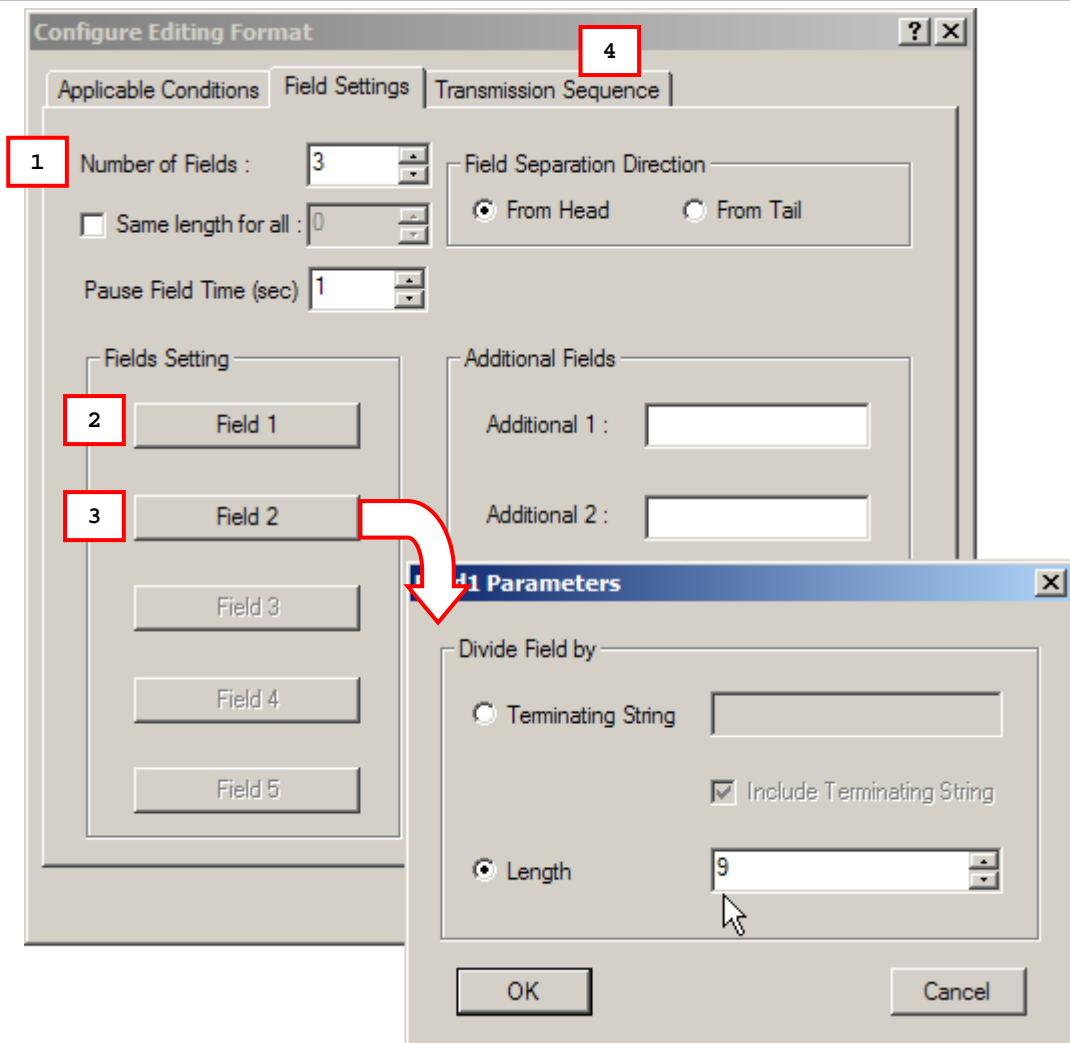 Configure Editing Format
4
Applicable Conditions Field Settings Transmission Sequence
1
Number of Fields : 3
Field Separation Direction
From Head From Tail
Same length for all : 0
Pause Field Time (sec) 1
Fields Setting
Additional Fields
2
Field 1
Additional 1 :
3
Field 2
Additional 2 :
Field 3
Field 4
Field 5
d1 Parameters
Divide Field by
Terminating String
Include Terminating String
Length 9
OK Cancel